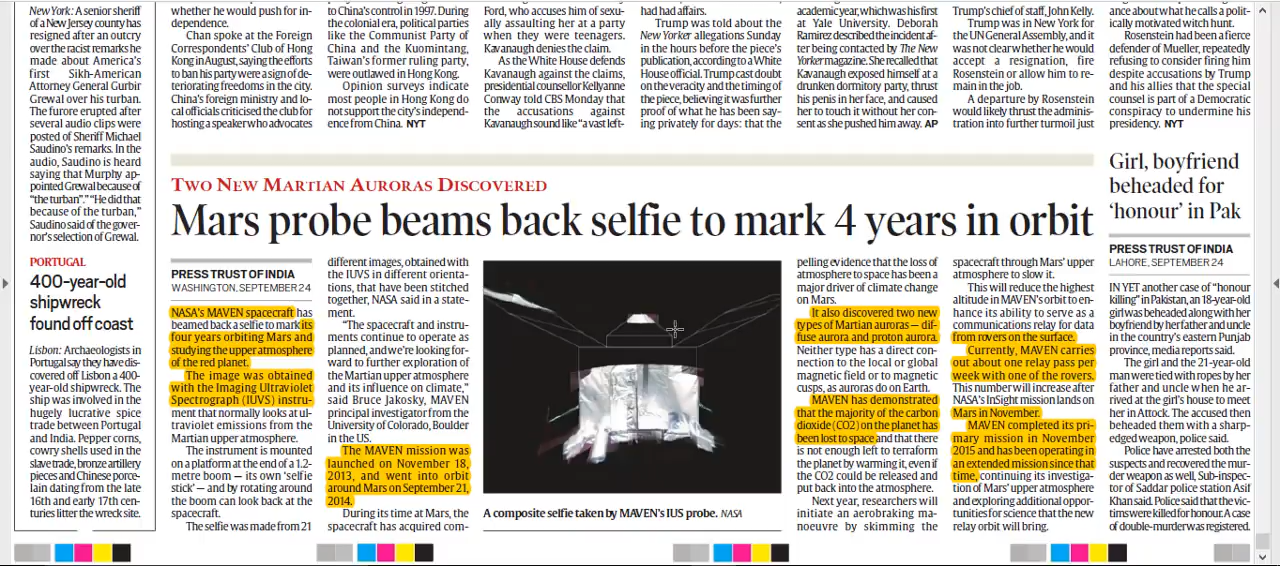 New York: A senior sheriff
of a New Jersey county has
resigned after an outcry
over the racist remarks he
made about America's
first Sikh-American
Attorney General Gurbir
Grewal over his turban.
The furore erupted after
several audio clips were
posted of Sheriff Michael
Saudino's remarks. In the
audio, Saudino is heard
saying that Murphy ap-
pointed Grewal because of
"the turban". "He did that
because of the turban,"
Saudino said of the gover-
nor's selection of Grewal.
PORTUGAL
400-year-old
shipwreck
found off coast
Lisbon: Archaeologists in
Portugal say they have dis-
covered off Lisbon a 400-
year-old shipwreck. The
ship was involved in the
hugely lucrative spice
trade between Portugal
and India. Pepper corns,
cowry shells used in the
slave trade, bronze artillery
pieces and Chinese porce-
lain dating from the late
16th and early 17th cen-
turies litter the wreck site.
whether he would push for in-
dependence.
Chan spoke at the Foreign
Correspondents' Club of Hong
Kong in August, saying the efforts
to ban his party were a sign of de-
teriorating freedoms in the city.
China's foreign ministry and lo-
cal officials criticised the club for
hosting a speaker who advocates
to China's control in 1997. During
the colonial era, political parties
like the Communist Party of
China and the Kuomintang,
Taiwan's former ruling party,
were outlawed in Hong Kong.
Opinion surveys indicate
most people in Hong Kong do
not support the city's independ-
ence from China. NYT
Ford, who accuses him of sexu-
ally assaulting her at a party
when they were teenagers.
Kavanaugh denies the claim.
As the White House defends
Kavanaugh against the claims,
presidential counsellor Kellyanne
Conway told CBS Monday that
the accusations against
Kavanaugh sound like "a vast left-
had had affairs.
Trump was told about the
New Yorker allegations Sunday
in the hours before the piece's
publication, according to a White
House official. Trump cast doubt
on the veracity and the timing of
the piece, believing it was further
proof of what he has been say-
ing privately for days: that the
academic year, which was his first
at Yale University. Deborah
Ramirez described the incident af-
ter being contacted by The New
Yorker magazine. She recalled that
Kavanaugh exposed himself at a
drunken dormitory party, thrust
his penis in her face, and caused
her to touch it without her con-
sent as she pushed him away. AP
Trump's chief of staff, John Kelly.
Trump was in New York for
the UN General Assembly, and it
was not clear whether he would
accept a resignation, fire
Rosenstein or allow him to re-
main in the job.
A departure by Rosenstein
would likely thrust the adminis-
tration into further turmoil just
ance about what he calls a polit-
ically motivated witch hunt.
Rosenstein had been a fierce
defender of Mueller, repeatedly
refusing to consider firing him
despite accusations by Trump
and his allies that the special
counsel is part of a Democratic
conspiracy to undermine his
presidency. NYT
TWO NEW MARTIAN AURORAS DISCOVERED
Mars probe beams back selfie to mark 4 years in orbit
PRESS TRUST OF INDIA
WASHINGTON, SEPTEMBER 24
NASA'S MAVEN spacecraft has
beamed back a selfie to mark its
four years orbiting Mars and
studying the upper atmosphere
of the red planet.
The image was obtained
with the Imaging Ultraviolet
Spectrograph (IUVS) instru-
ment that normally looks at ul-
traviolet emissions from the
Martian upper atmosphere.
The instrument is mounted
on a platform at the end of a 1.2-
metre boom — its own 'selfie
stick' — and by rotating around
the boom can look back at the
spacecraft.
The selfie was made from 21
different images, obtained with
the IUVS in different orienta-
tions, that have been stitched
together, NASA said in a state-
ment.
"The spacecraft and instru-
ments continue to operate as
planned, and we're looking for-
ward to further exploration of
the Martian upper atmosphere
and its influence on climate,"
said Bruce Jakosky, MAVEN
principal investigator from the
University of Colorado, Boulder
in the US.
The MAVEN mission was
launched on November 18,
2013, and went into orbit
around Mars on September 21,
2014.
During its time at Mars, the
spacecraft has acquired com-
A composite selfie taken by MAVEN's IUS probe. NASA
pelling evidence that the loss of
atmosphere to space has been a
major driver of climate change
on Mars.
It also discovered two new
types of Martian auroras — dif-
fuse aurora and proton aurora.
Neither type has a direct con-
nection to the local or global
magnetic field or to magnetic
cusps, as auroras do on Earth.
MAVEN has demonstrated
that the majority of the carbon
dioxide (CO2) on the planet has
been lost to space and that there
is not enough left to terraform
the planet by warming it, even if
the CO2 could be released and
put back into the atmosphere.
Next year, researchers will
initiate an aerobraking ma-
noeuvre by skimming the
spacecraft through Mars' upper
atmosphere to slow it.
This will reduce the highest
altitude in MAVEN's orbit to en-
hance its ability to serve as a
communications relay for data
from rovers on the surface.
Currently, MAVEN carries
out about one relay pass per
week with one of the rovers.
This number will increase after
NASA's InSight mission lands on
Mars in November.
MAVEN completed its pri-
mary mission in November
2015 and has been operating in
an extended mission since that
time, continuing its investiga-
tion of Mars' upper atmosphere
and exploring additional oppor-
tunities for science that the new
relay orbit will bring.
Girl, boyfriend
beheaded for
'honour' in Pak
PRESS TRUST OF INDIA
LAHORE, SEPTEMBER 24
IN YET another case of "honour
killing" in Pakistan, an 18-year-old
girl was beheaded along with her
boyfriend by her father and uncle
in the country's eastern Punjab
province, media reports said.
The girl and the 21-year-old
man were tied with ropes by her
father and uncle when he ar-
rived at the girl's house to meet
her in Attock. The accused then
beheaded them with a sharp-
edged weapon, police said.
Police have arrested both the
suspects and recovered the mur-
der weapon as well, Sub-inspec-
tor of Saddar police station Asif
Khan said. Police said that the vic-
tims were killed for honour. A case
of double-murder was registered.